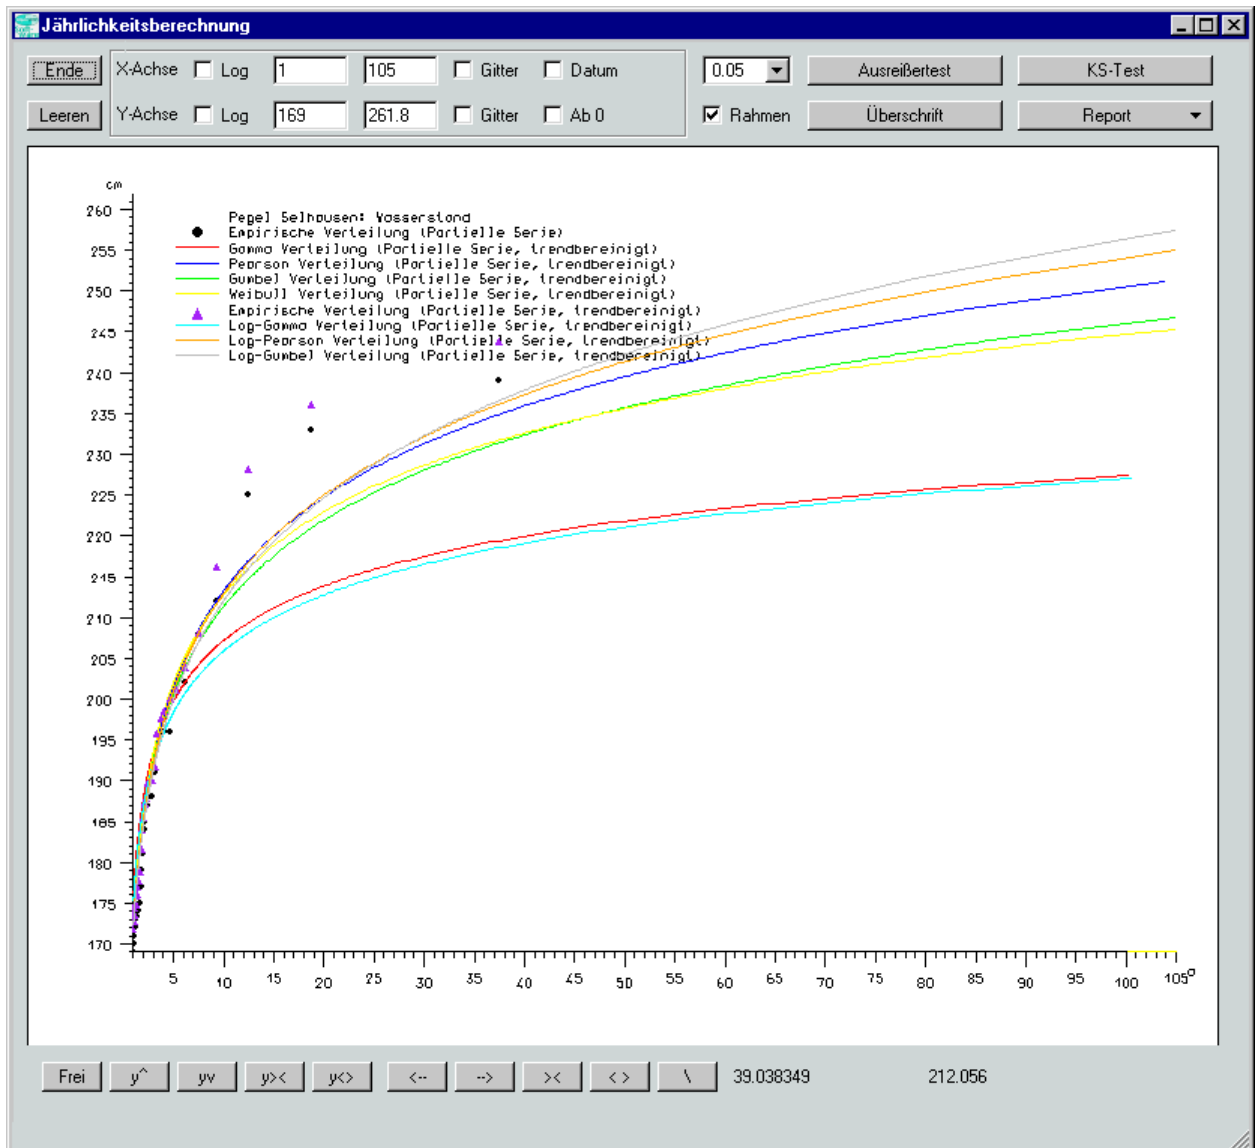 Jährlichkeitsberechnung
Ende X-Achse Log 1 105 Gitter Datum 0.05 Ausreißertest KS-Test
Leeren Y-Achse Log 169 261.8 Gitter Ab 0 Rahmen Überschrift Report
cm
Pegel Selhausen: Wasserstand
Empirische Verteilung (Partielle Serie)
Gamma Verteilung (Partielle Serie, trendbereinigt)
Pearson Verteilung (Partielle Serie, trendbereinigt)
Gumbel Verteilung (Partielle Serie, trendbereinigt)
Weibull Verteilung (Partielle Serie, trendbereinigt)
Empirische Verteilung (Partielle Serie, trendbereinigt)
Log-Gamma Verteilung (Partielle Serie, trendbereinigt)
Log-Pearson Verteilung (Partielle Serie, trendbereinigt)
Log-Gumbel Verteilung (Partielle Serie, trendbereinigt)
260
255
250
245
240
235
230
225
220
215
210
205
200
195
190
185
180
175
170
5 10 15 20 25 30 35 40 45 50 55 60 65 70 75 80 85 90 95 100 105 a
Frei y^ yv y>< y<> <-- --> >< < > \ 39.038349 212.056